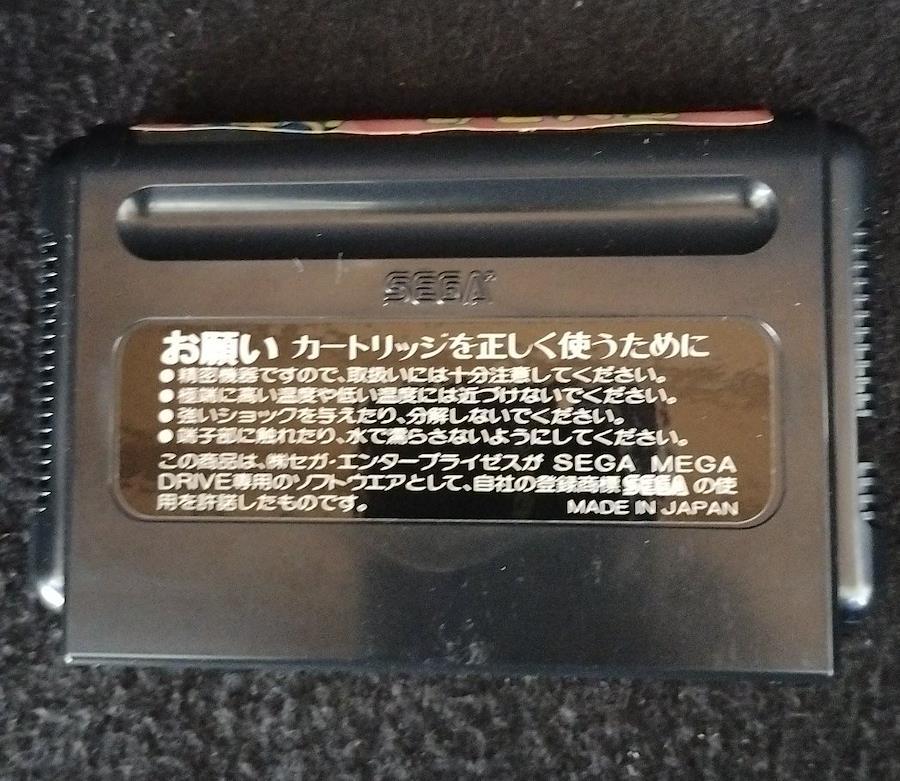 SEGA
お願い カートリッジを正しく使うために
●精密機器ですので、取扱いには十分注意してください。
●極端に高い温度や低い温度には近づけないでください。
●強いショックを与えたり、分解しないでください。
●端子部に触れたり、水で濡らさないようにしてください。
この商品は、㈱セガ・エンタープライゼスが SEGA MEGA
DRIVE専用のソフトウエアとして、自社の登録商標SEGA の使
用を許諾したものです。
MADE IN JAPAN